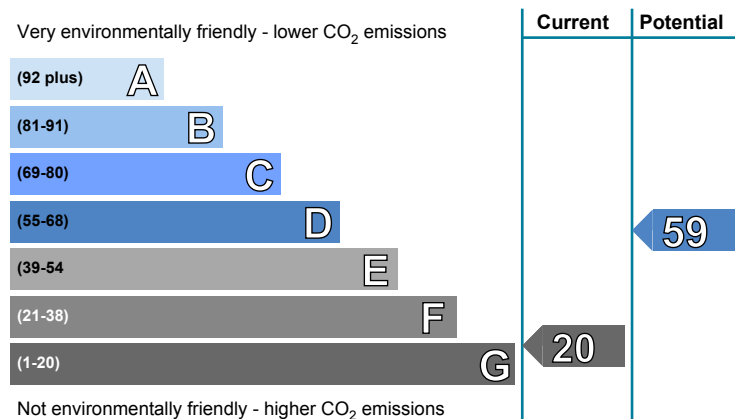 Current Potential
Very environmentally friendly - lower CO2 emissions
(92 plus) A
(81-91) B
(69-80) C
(55-68) D
59
(39-54 E
(21-38) F
20
(1-20) G
Not environmentally friendly - higher CO2 emissions